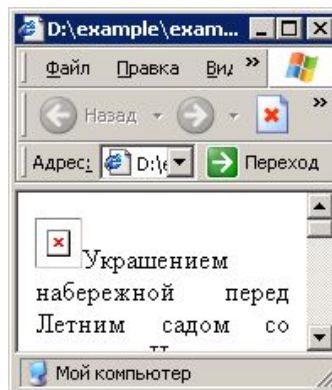 D:\example\exam...
Файл Правка Ви »
Назад »
Адрес: D:\e Переход
Украшением
набережной перед
Летним садом со
Мой компьютер